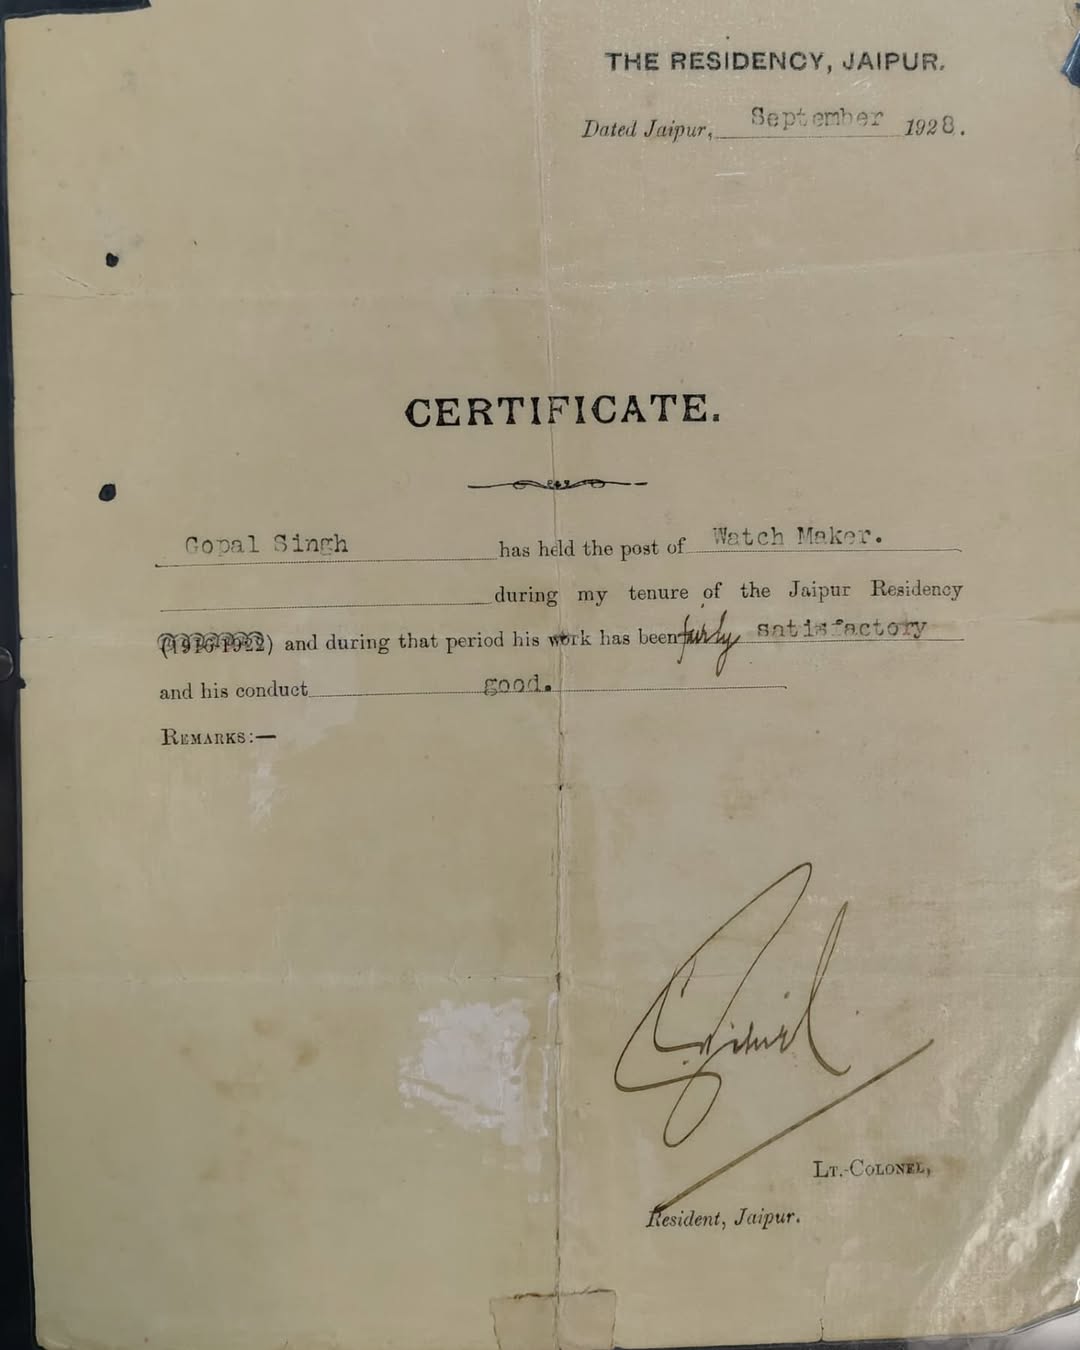 THE RESIDENCY, JAIPUR.
Dated Jaipur, September 1928.
CERTIFICATE.
Gopal Singh has held the post of Watch Maker.
during my tenure of the Jaipur Residency
(1916-1922) and during that period his work has been fairly satisfactory
and his conduct good.
REMARKS:—
LT.-COLONEL,
Resident, Jaipur.